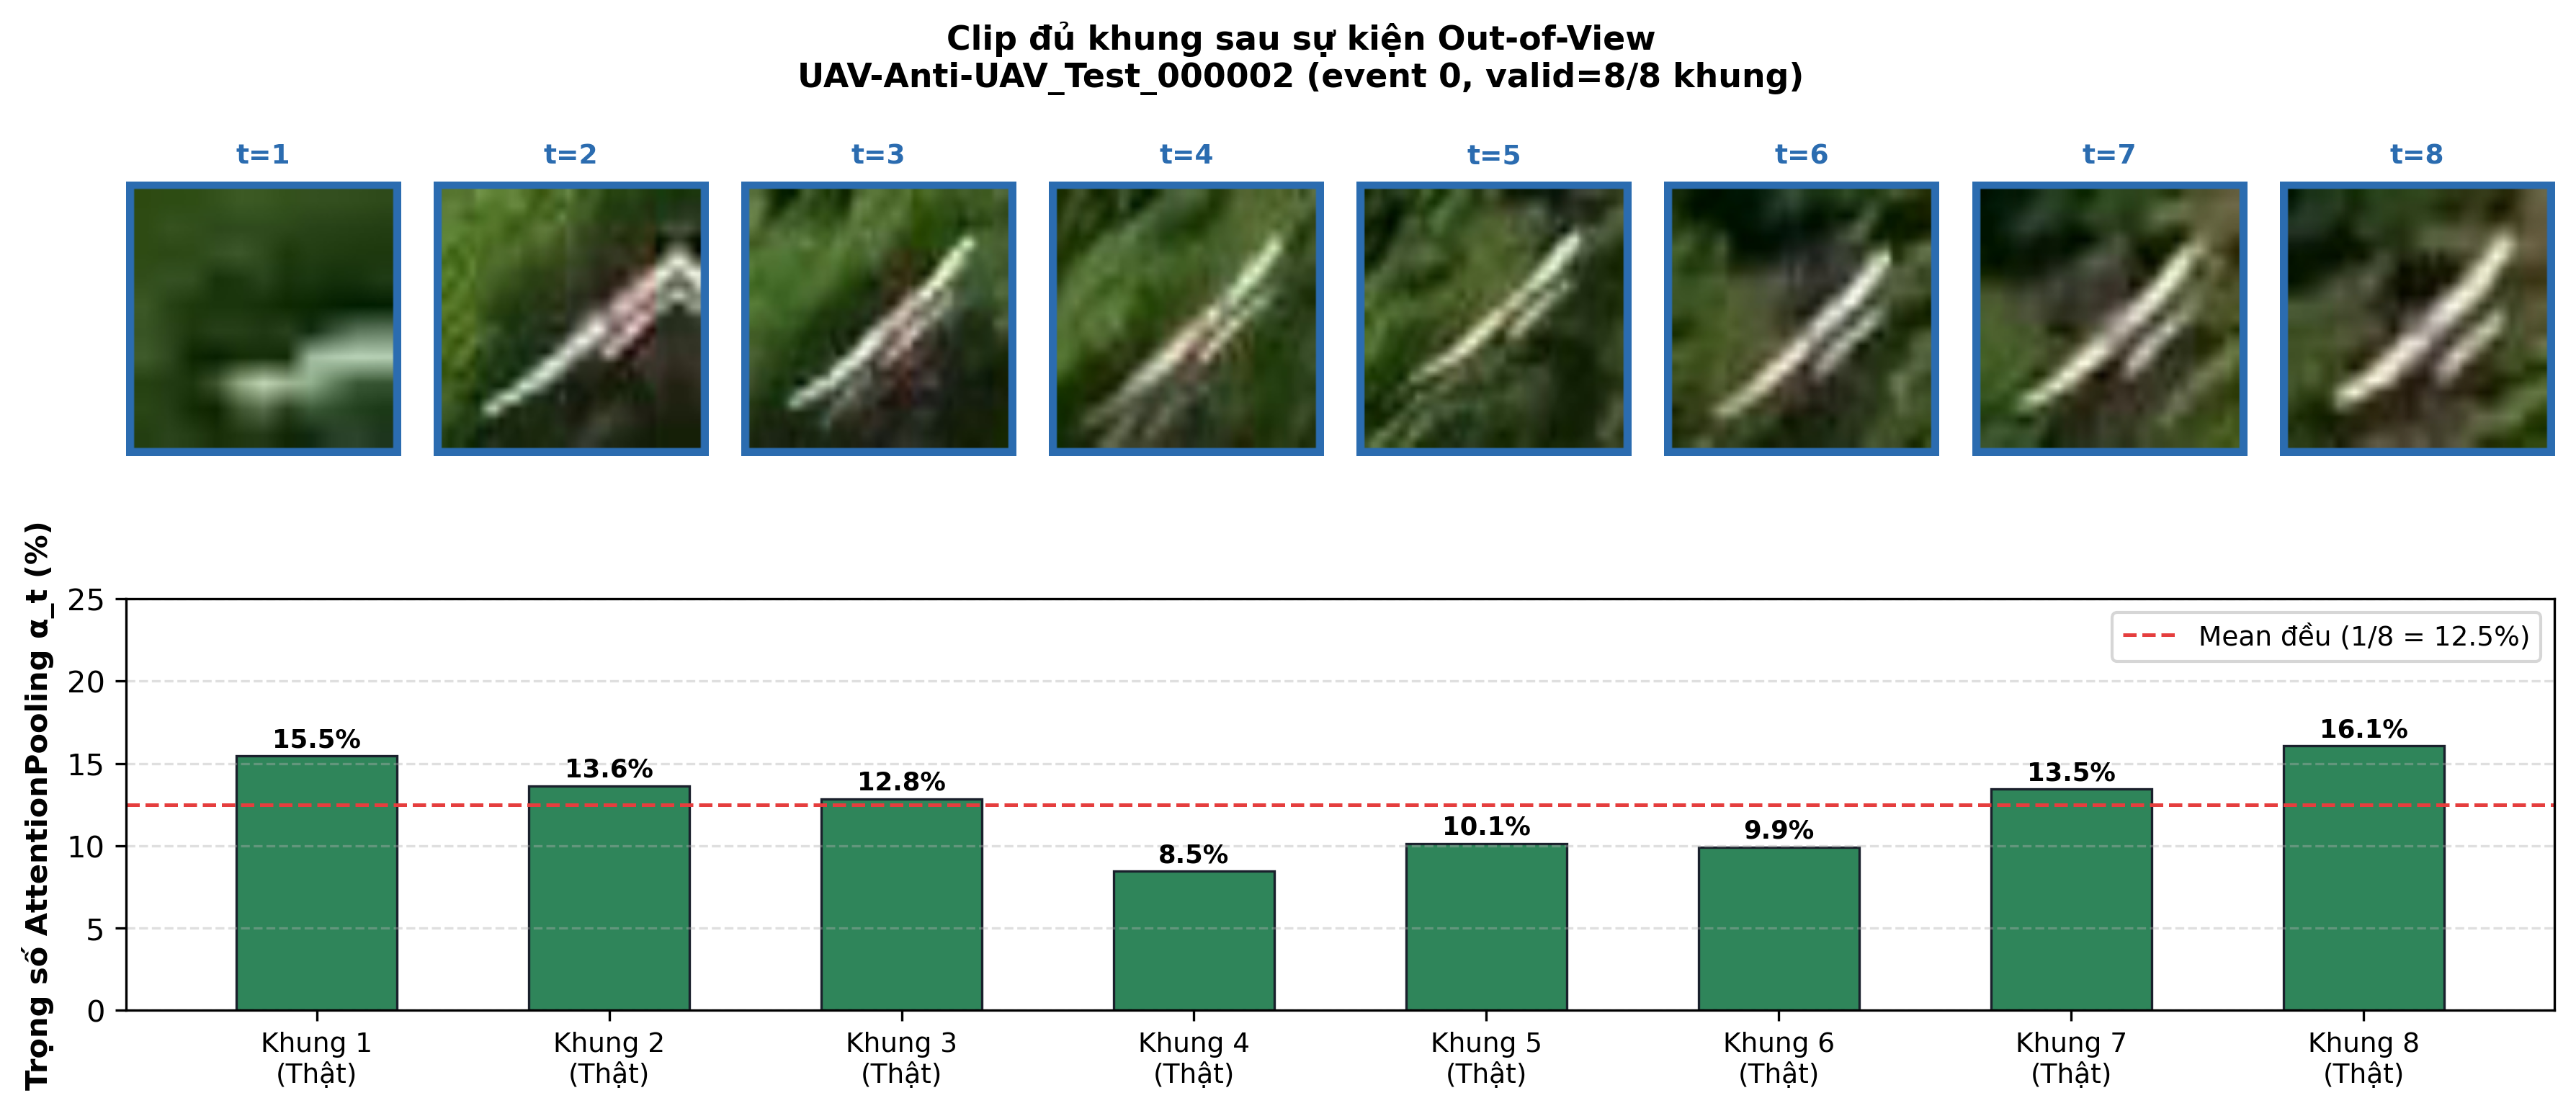 Clip đủ khung sau sự kiện Out-of-View
UAV-Anti-UAV_Test_000002 (event 0, valid=8/8 khung)
t=1
t=2
t=3
t=4
t=5
t=6
t=7
t=8
Trọng số AttentionPooling α_t (%)
25
20
15
10
5
0
Mean đều (1/8 = 12.5%)
15.5%
13.6%
12.8%
8.5%
10.1%
9.9%
13.5%
16.1%
Khung 1
(Thật)
Khung 2
(Thật)
Khung 3
(Thật)
Khung 4
(Thật)
Khung 5
(Thật)
Khung 6
(Thật)
Khung 7
(Thật)
Khung 8
(Thật)